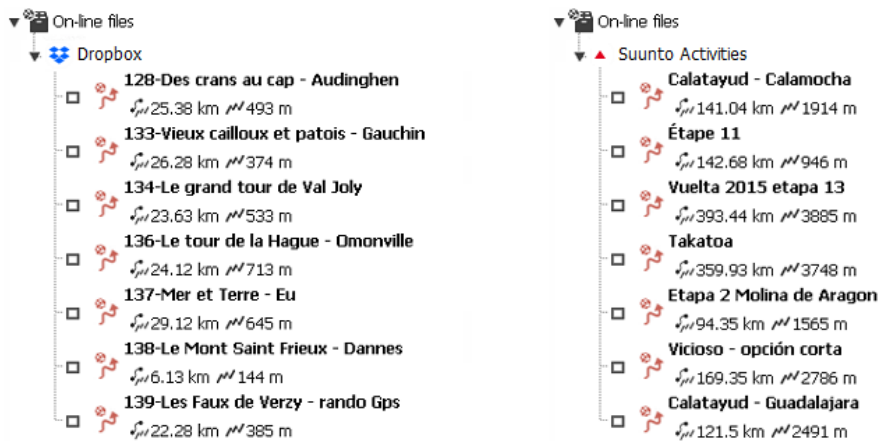 On-line files
Dropbox
128-Des crans au cap - Audinghen
25.38 km 493 m
133-Vieux cailloux et patois - Gauchin
26.28 km 374 m
134-Le grand tour de Val Joly
23.63 km 533 m
136-Le tour de la Hague - Omonville
24.12 km 713 m
137-Mer et Terre - Eu
29.12 km 645 m
138-Le Mont Saint Frieux - Dannes
6.13 km 144 m
139-Les Faux de Verzy - rando Gps
22.28 km 385 m
On-line files
Suunto Activities
Calatayud - Calamocha
141.04 km 1914 m
Étape 11
142.68 km 946 m
Vuelta 2015 etapa 13
393.44 km 3885 m
Takatoa
359.93 km 3748 m
Etapa 2 Molina de Aragon
94.35 km 1565 m
Vicioso - opción corta
169.35 km 2786 m
Calatayud - Guadalajara
121.5 km 2491 m